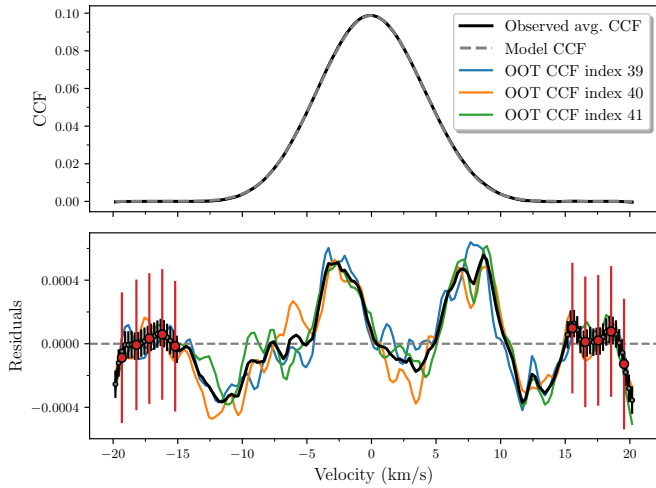 0.10
0.08
0.06
0.04
0.02
0.00
CCF
Observed avg. CCF
Model CCF
OOT CCF index 39
OOT CCF index 40
OOT CCF index 41
0.0004
0.0000
−0.0004
Residuals
−20 −15 −10 −5 0 5 10 15 20
Velocity (km/s)